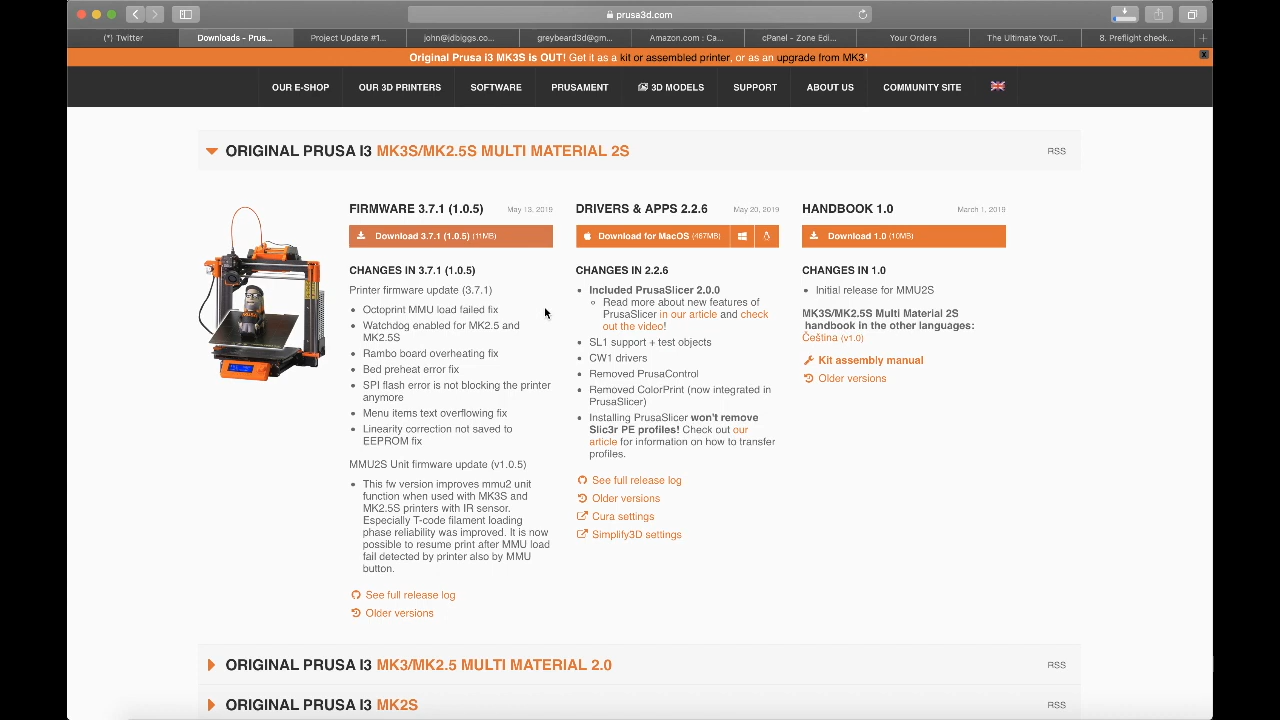 prusa3d.com
(*) Twitter
Downloads - Prus...
Project Update #1...
john@jdbiggs.co...
greybeard3d@gm...
Amazon.com : Ca...
cPanel - Zone Edi...
Your Orders
The Ultimate YouT...
8. Preflight check...
Original Prusa i3 MK3S is OUT! Get it as a kit or assembled printer, or as an upgrade from MK3!
x
OUR E-SHOP
OUR 3D PRINTERS
SOFTWARE
PRUSAMENT
3D MODELS
SUPPORT
ABOUT US
COMMUNITY SITE
ORIGINAL PRUSA I3 MK3S/MK2.5S MULTI MATERIAL 2S
RSS
FIRMWARE 3.7.1 (1.0.5)
May 13, 2019
Download 3.7.1 (1.0.5) (11MB)
CHANGES IN 3.7.1 (1.0.5)
Printer firmware update (3.7.1)
• Octoprint MMU load failed fix
• Watchdog enabled for MK2.5 and
MK2.5S
• Rambo board overheating fix
• Bed preheat error fix
• SPI flash error is not blocking the printer
anymore
• Menu items text overflowing fix
• Linearity correction not saved to
EEPROM fix
MMU2S Unit firmware update (v1.0.5)
• This fw version improves mmu2 unit
function when used with MK3S and
MK2.5S printers with IR sensor.
Especially T-code filament loading
phase reliability was improved. It is now
possible to resume print after MMU load
fail detected by printer also by MMU
button.
See full release log
Older versions
DRIVERS & APPS 2.2.6
May 20, 2019
Download for MacOS (467MB)
CHANGES IN 2.2.6
• Included PrusaSlicer 2.0.0
Read more about new features of
PrusaSlicer in our article and check
out the video!
• SL1 support + test objects
• CW1 drivers
• Removed PrusaControl
• Removed ColorPrint (now integrated in
PrusaSlicer)
• Installing PrusaSlicer won't remove
Slic3r PE profiles! Check out our
article for information on how to transfer
profiles.
See full release log
Older versions
Cura settings
Simplify3D settings
HANDBOOK 1.0
March 1, 2019
Download 1.0 (10MB)
CHANGES IN 1.0
• Initial release for MMU2S
MK3S/MK2.5S Multi Material 2S
handbook in the other languages:
Čeština (v1.0)
Kit assembly manual
Older versions
ORIGINAL PRUSA I3 MK3/MK2.5 MULTI MATERIAL 2.0
RSS
ORIGINAL PRUSA I3 MK2S
RSS